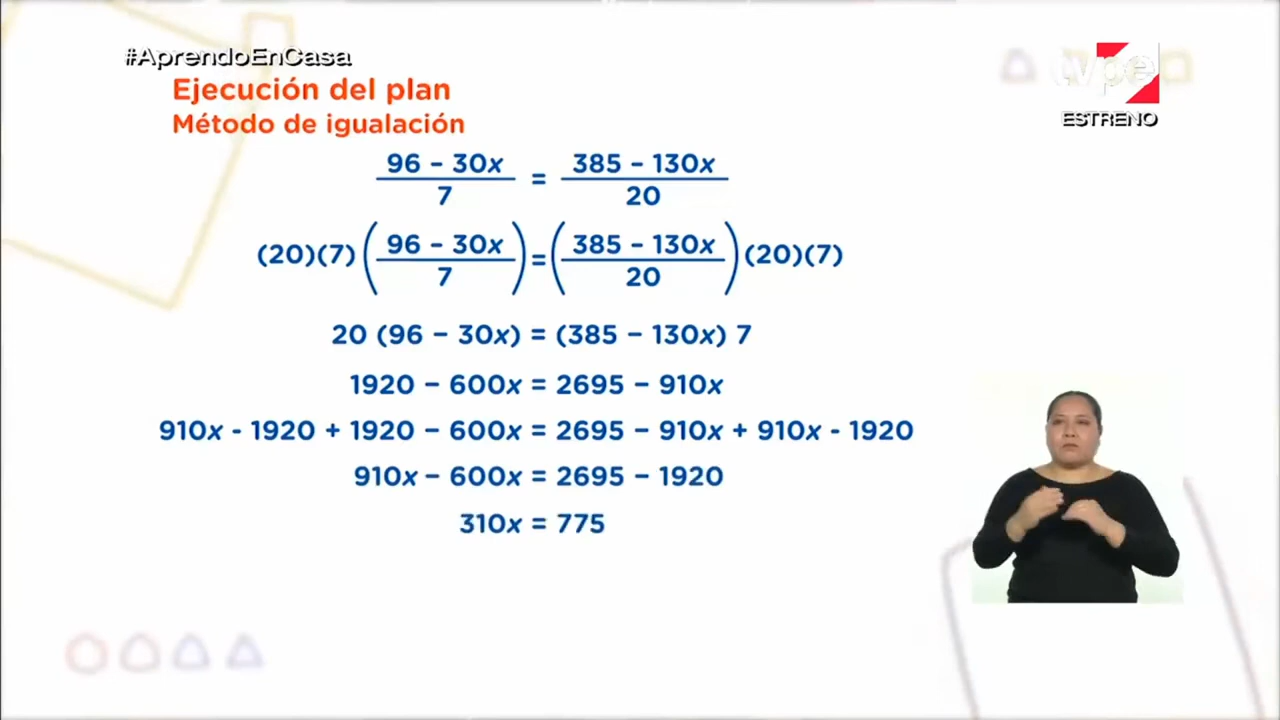 #AprendoEnCasa
tvpe
ESTRENO
Ejecución del plan
Método de igualación
96 – 30x / 7 = 385 – 130x / 20
(20)(7) (96 – 30x / 7) = (385 – 130x / 20) (20)(7)
20 (96 – 30x) = (385 – 130x) 7
1920 – 600x = 2695 – 910x
910x - 1920 + 1920 – 600x = 2695 – 910x + 910x - 1920
910x – 600x = 2695 – 1920
310x = 775